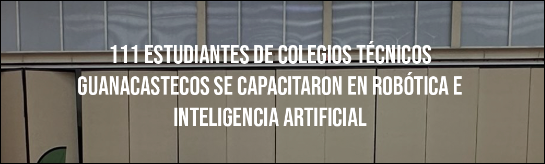 111 ESTUDIANTES DE COLEGIOS TÉCNICOS
GUANACASTECOS SE CAPACITARON EN ROBÓTICA E
INTELIGENCIA ARTIFICIAL